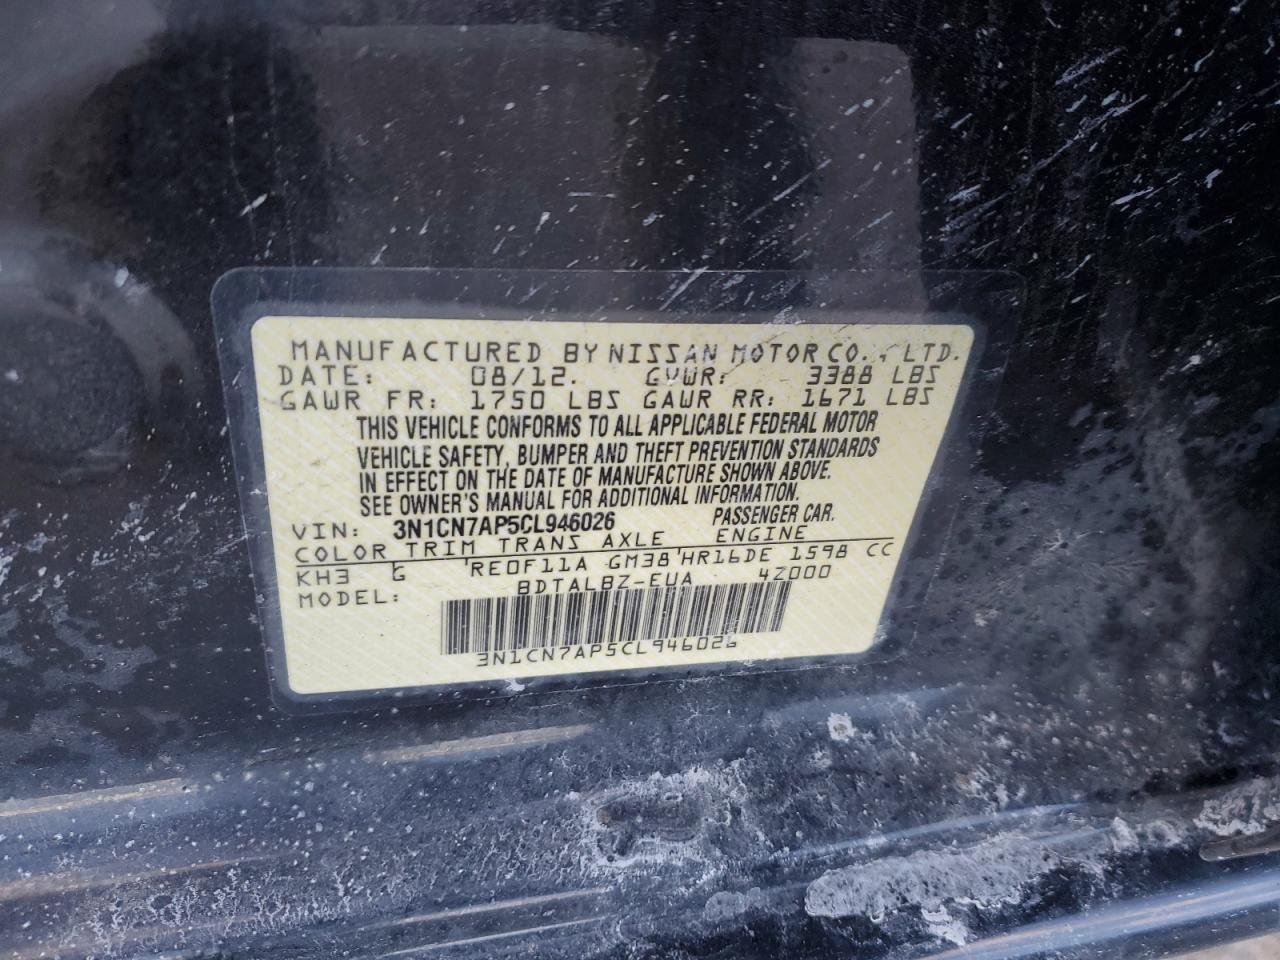 MANUFACTURED BY NISSAN MOTOR CO., LTD.
DATE: 08/12. GVWR: 3388 LBS
GAWR FR: 1750 LBS GAWR RR: 1671 LBS
THIS VEHICLE CONFORMS TO ALL APPLICABLE FEDERAL MOTOR
VEHICLE SAFETY, BUMPER AND THEFT PREVENTION STANDARDS
IN EFFECT ON THE DATE OF MANUFACTURE SHOWN ABOVE.
SEE OWNER'S MANUAL FOR ADDITIONAL INFORMATION.
VIN: 3N1CN7AP5CL946026 PASSENGER CAR.
COLOR TRIM TRANS AXLE ENGINE
KH3 G RE0F11A GM38 HR16DE 1598 CC
MODEL: BDTALBZ-EUA 4Z000
3N1CN7AP5CL946026